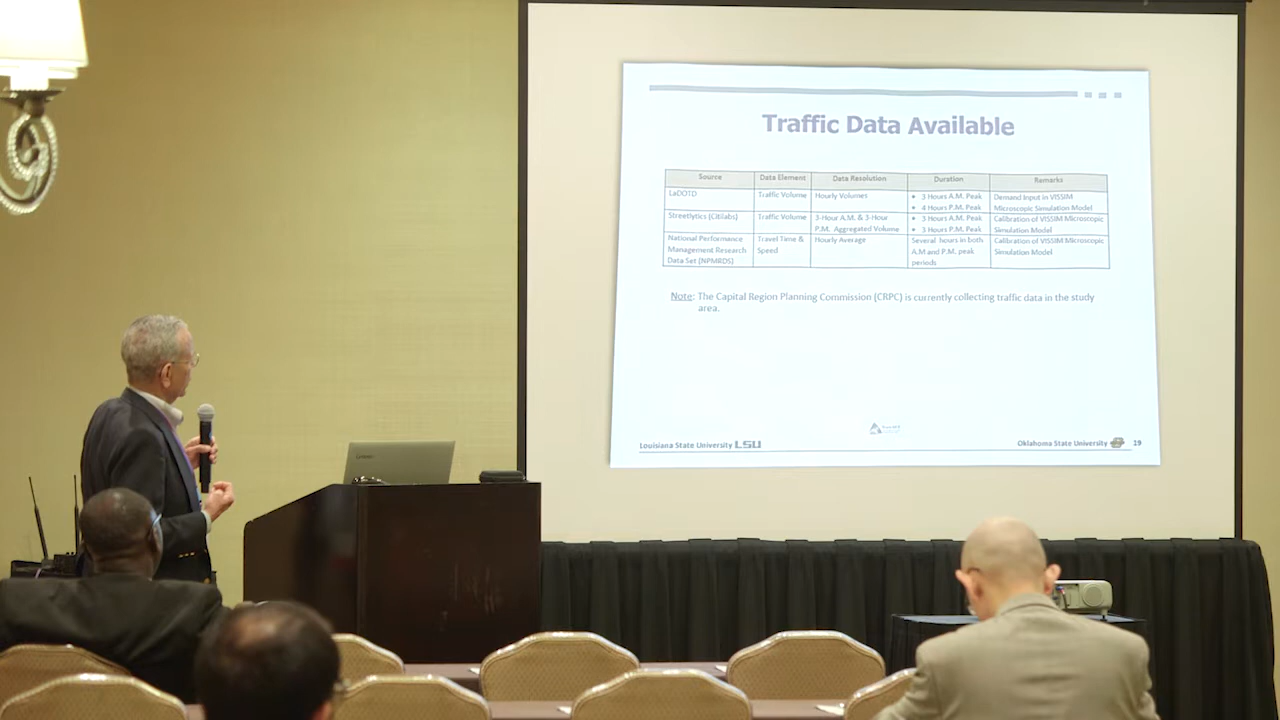 Traffic Data Available
Source Data Element Data Resolution Duration Remarks
LaDOTD Traffic Volume Hourly Volumes • 3 Hours A.M. Peak Demand Input in VISSIM
• 4 Hours P.M. Peak Microscopic Simulation Model
Streetlytics (Citilabs) Traffic Volume 3-Hour A.M. & 3-Hour • 3 Hours A.M. Peak Calibration of VISSIM Microscopic
P.M. Aggregated Volume • 3 Hours P.M. Peak Simulation Model
National Performance Travel Time & Hourly Average Several hours in both Calibration of VISSIM Microscopic
Management Research Speed A.M and P.M. peak Simulation Model
Data Set (NPMRDS) periods
Note: The Capital Region Planning Commission (CRPC) is currently collecting traffic data in the study
area.
Louisiana State University LSU Oklahoma State University 19
Lenovo